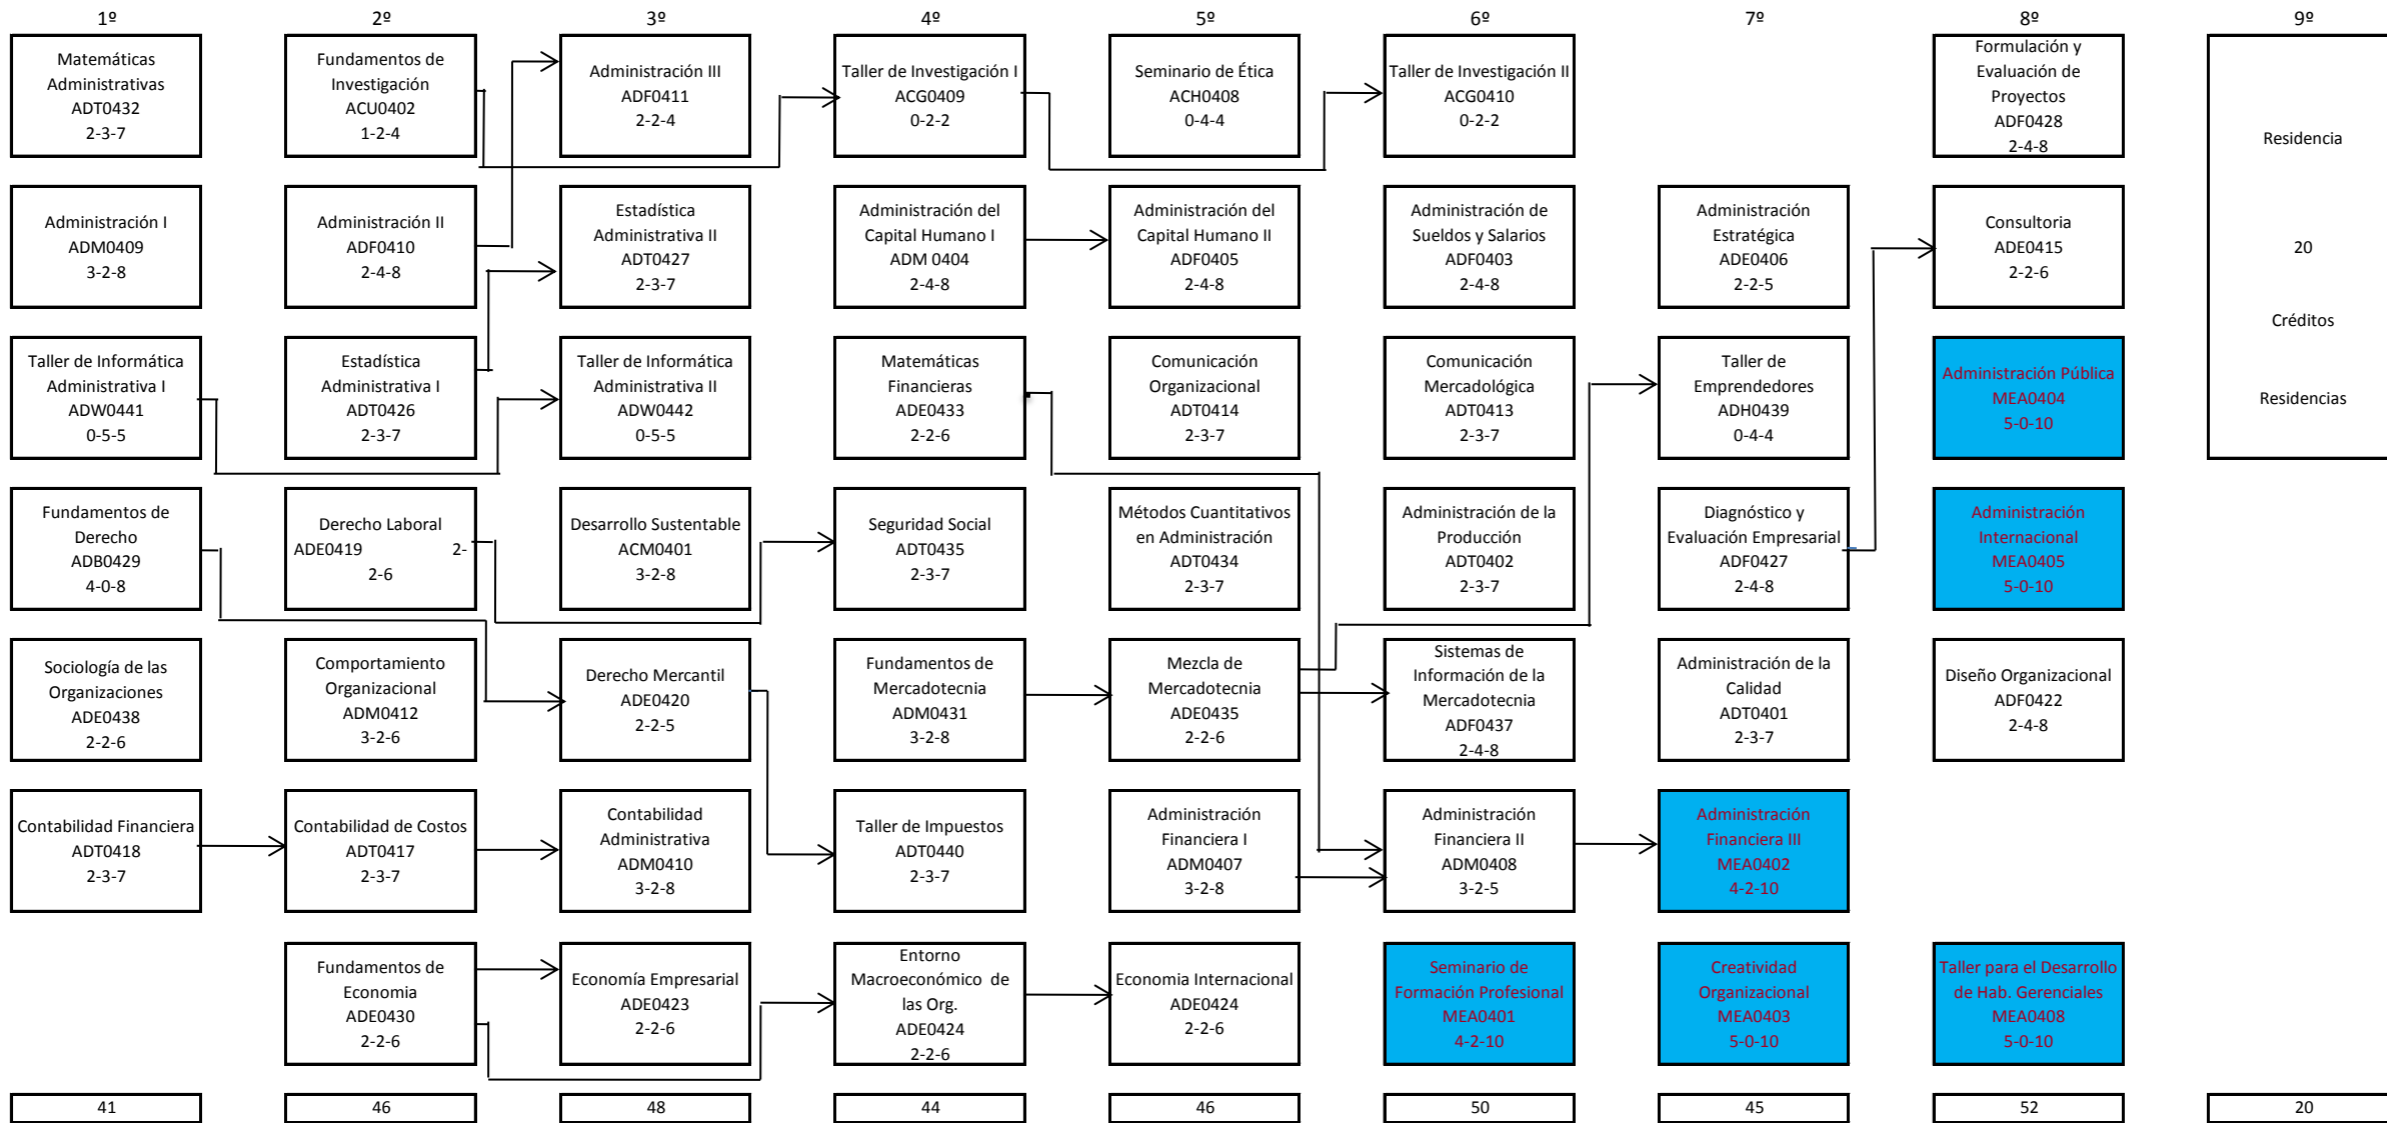 1º
2º
3º
4º
5º
6º
7º
8º
9º
Matemáticas
Administrativas
ADT0432
2-3-7
Fundamentos de
Investigación
ACU0402
1-2-4
Administración III
ADF0411
2-2-4
Taller de Investigación I
ACG0409
0-2-2
Seminario de Ética
ACH0408
0-4-4
Taller de Investigación II
ACG0410
0-2-2
Formulación y
Evaluación de
Proyectos
ADF0428
2-4-8
Residencia
20
Créditos
Residencias
Administración I
ADM0409
3-2-8
Administración II
ADF0410
2-4-8
Estadística
Administrativa II
ADT0427
2-3-7
Administración del
Capital Humano I
ADM 0404
2-4-8
Administración del
Capital Humano II
ADF0405
2-4-8
Administración de
Sueldos y Salarios
ADF0403
2-4-8
Administración
Estratégica
ADE0406
2-2-5
Consultoria
ADE0415
2-2-6
Taller de Informática
Administrativa I
ADW0441
0-5-5
Estadística
Administrativa I
ADT0426
2-3-7
Taller de Informática
Administrativa II
ADW0442
0-5-5
Matemáticas
Financieras
ADE0433
2-2-6
Comunicación
Organizacional
ADT0414
2-3-7
Comunicación
Mercadológica
ADT0413
2-3-7
Taller de
Emprendedores
ADH0439
0-4-4
Administración Pública
MEA0404
5-0-10
Fundamentos de
Derecho
ADB0429
4-0-8
Derecho Laboral
ADE0419 2-
2-6
Desarrollo Sustentable
ACM0401
3-2-8
Seguridad Social
ADT0435
2-3-7
Métodos Cuantitativos
en Administración
ADT0434
2-3-7
Administración de la
Producción
ADT0402
2-3-7
Diagnóstico y
Evaluación Empresarial
ADF0427
2-4-8
Administración
Internacional
MEA0405
5-0-10
Sociología de las
Organizaciones
ADE0438
2-2-6
Comportamiento
Organizacional
ADM0412
3-2-6
Derecho Mercantil
ADE0420
2-2-5
Fundamentos de
Mercadotecnia
ADM0431
3-2-8
Mezcla de
Mercadotecnia
ADE0435
2-2-6
Sistemas de
Información de la
Mercadotecnia
ADF0437
2-4-8
Administración de la
Calidad
ADT0401
2-3-7
Diseño Organizacional
ADF0422
2-4-8
Contabilidad Financiera
ADT0418
2-3-7
Contabilidad de Costos
ADT0417
2-3-7
Contabilidad
Administrativa
ADM0410
3-2-8
Taller de Impuestos
ADT0440
2-3-7
Administración
Financiera I
ADM0407
3-2-8
Administración
Financiera II
ADM0408
3-2-5
Administración
Financiera III
MEA0402
4-2-10
Fundamentos de
Economia
ADE0430
2-2-6
Economía Empresarial
ADE0423
2-2-6
Entorno
Macroeconómico de
las Org.
ADE0424
2-2-6
Economia Internacional
ADE0424
2-2-6
Seminario de
Formación Profesional
MEA0401
4-2-10
Creatividad
Organizacional
MEA0403
5-0-10
Taller para el Desarrollo
de Hab. Gerenciales
MEA0408
5-0-10
41
46
48
44
46
50
45
52
20